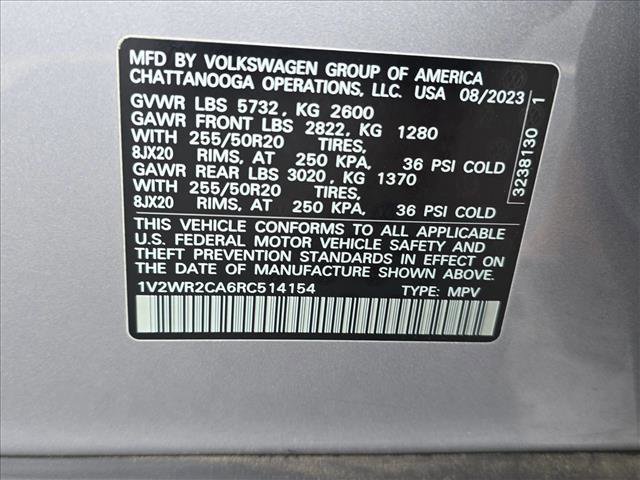 MFD BY VOLKSWAGEN GROUP OF AMERICA
CHATTANOOGA OPERATIONS, LLC. USA 08/2023
GVWR LBS 5732, KG 2600
GAWR FRONT LBS 2822, KG 1280
WITH 255/50R20 TIRES,
8JX20 RIMS, AT 250 KPA, 36 PSI COLD
GAWR REAR LBS 3020, KG 1370
WITH 255/50R20 TIRES,
8JX20 RIMS, AT 250 KPA, 36 PSI COLD
THIS VEHICLE CONFORMS TO ALL APPLICABLE
U.S. FEDERAL MOTOR VEHICLE SAFETY AND
THEFT PREVENTION STANDARDS IN EFFECT ON
THE DATE OF MANUFACTURE SHOWN ABOVE.
1V2WR2CA6RC514154 TYPE: MPV
3238130 1